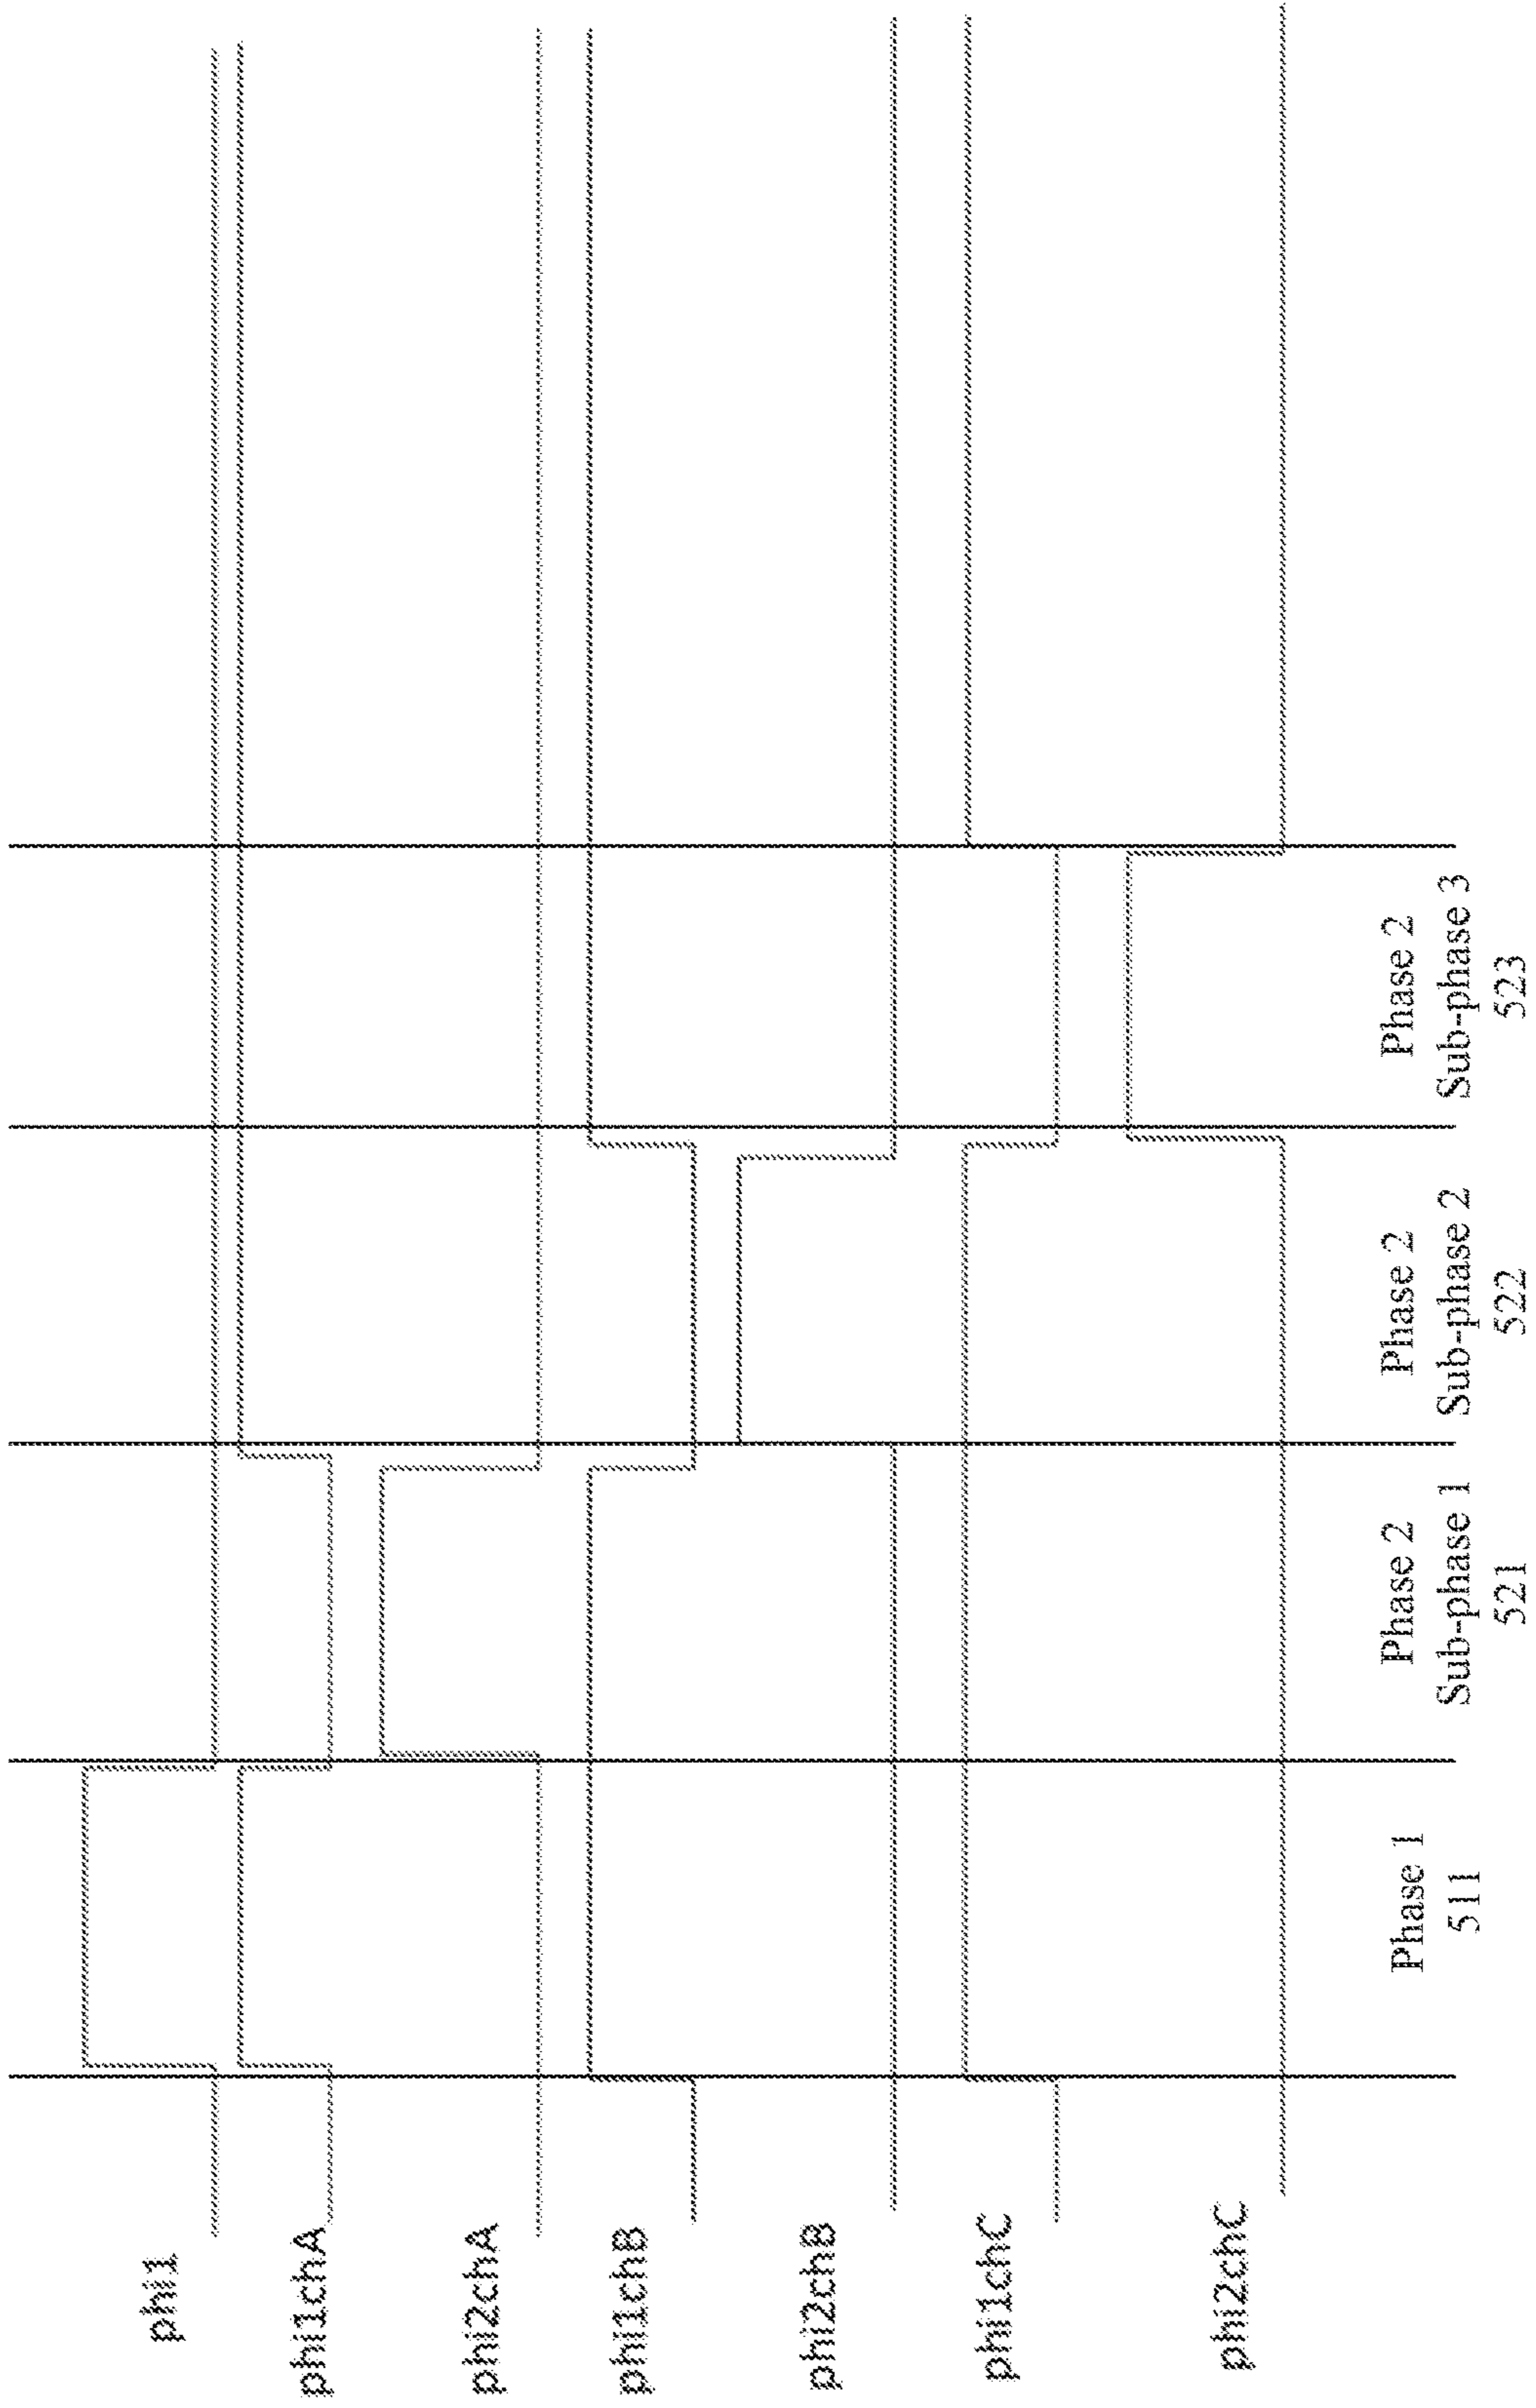 phi1
phi1chA
phi2chA
phi1chB
phi2chB
phi1chC
phi2chC
Phase 1
511
Phase 2
Sub-phase 1
521
Phase 2
Sub-phase 2
522
Phase 2
Sub-phase 3
523